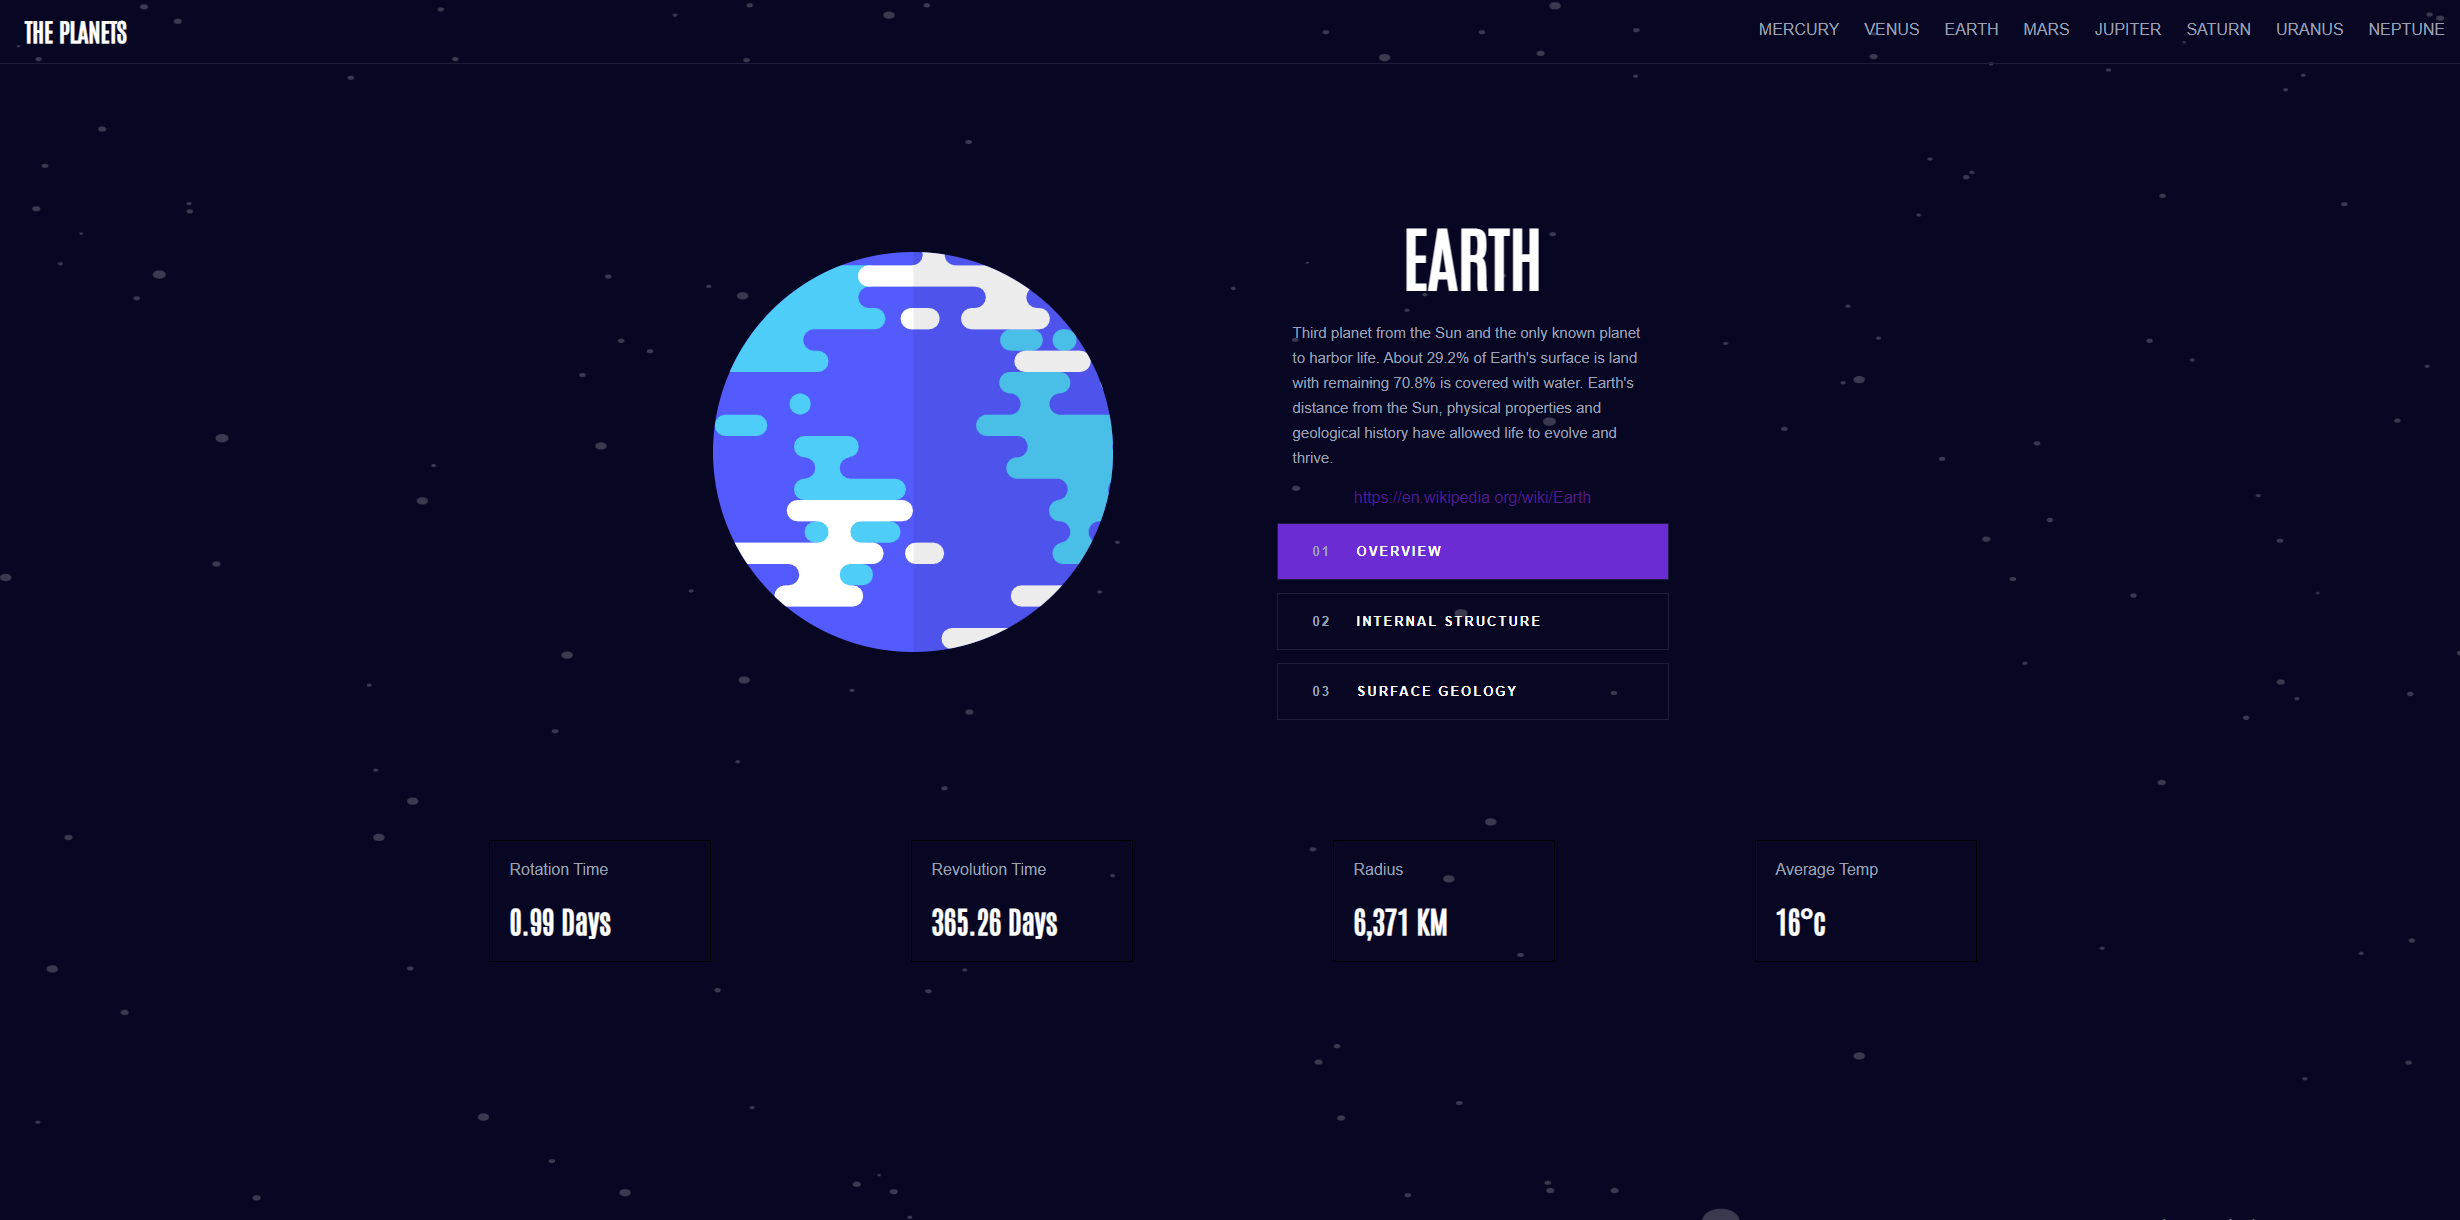 THE PLANETS
MERCURY VENUS EARTH MARS JUPITER SATURN URANUS NEPTUNE
EARTH
Third planet from the Sun and the only known planet
to harbor life. About 29.2% of Earth's surface is land
with remaining 70.8% is covered with water. Earth's
distance from the Sun, physical properties and
geological history have allowed life to evolve and
thrive.
https://en.wikipedia.org/wiki/Earth
01 OVERVIEW
02 INTERNAL STRUCTURE
03 SURFACE GEOLOGY
Rotation Time
0.99 Days
Revolution Time
365.26 Days
Radius
6,371 KM
Average Temp
16°c